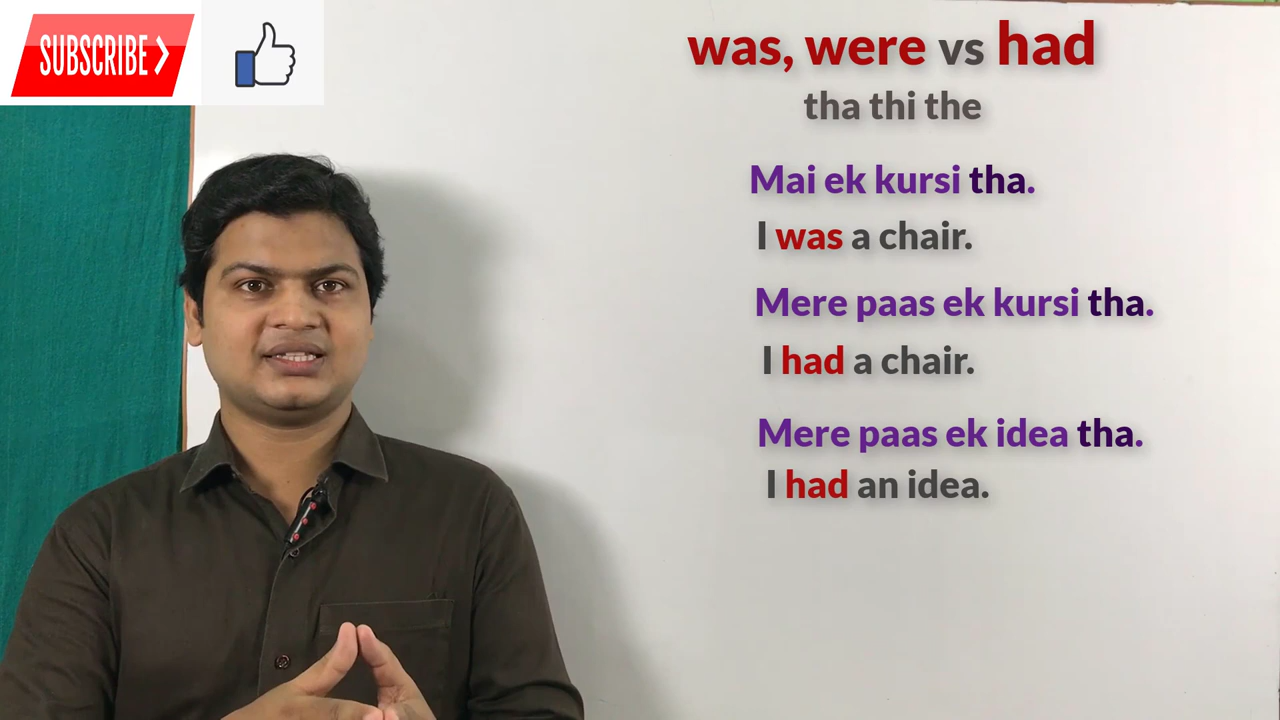 SUBSCRIBE
was, were vs had
tha thi the
Mai ek kursi tha.
I was a chair.
Mere paas ek kursi tha.
I had a chair.
Mere paas ek idea tha.
I had an idea.